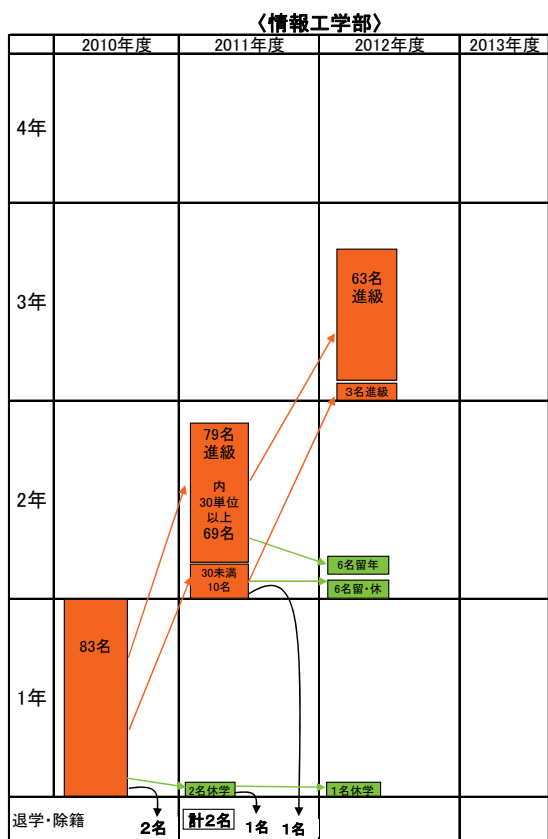 〈情報工学部〉
2010年度
2011年度
2012年度
2013年度
4年
3年
63名
進級
3名進級
2年
79名
進級
内
30単位
以上
69名
30未満
10名
6名留年
6名留・休
1年
83名
2名休学
1名休学
退学・除籍
2名
計2名
1名
1名